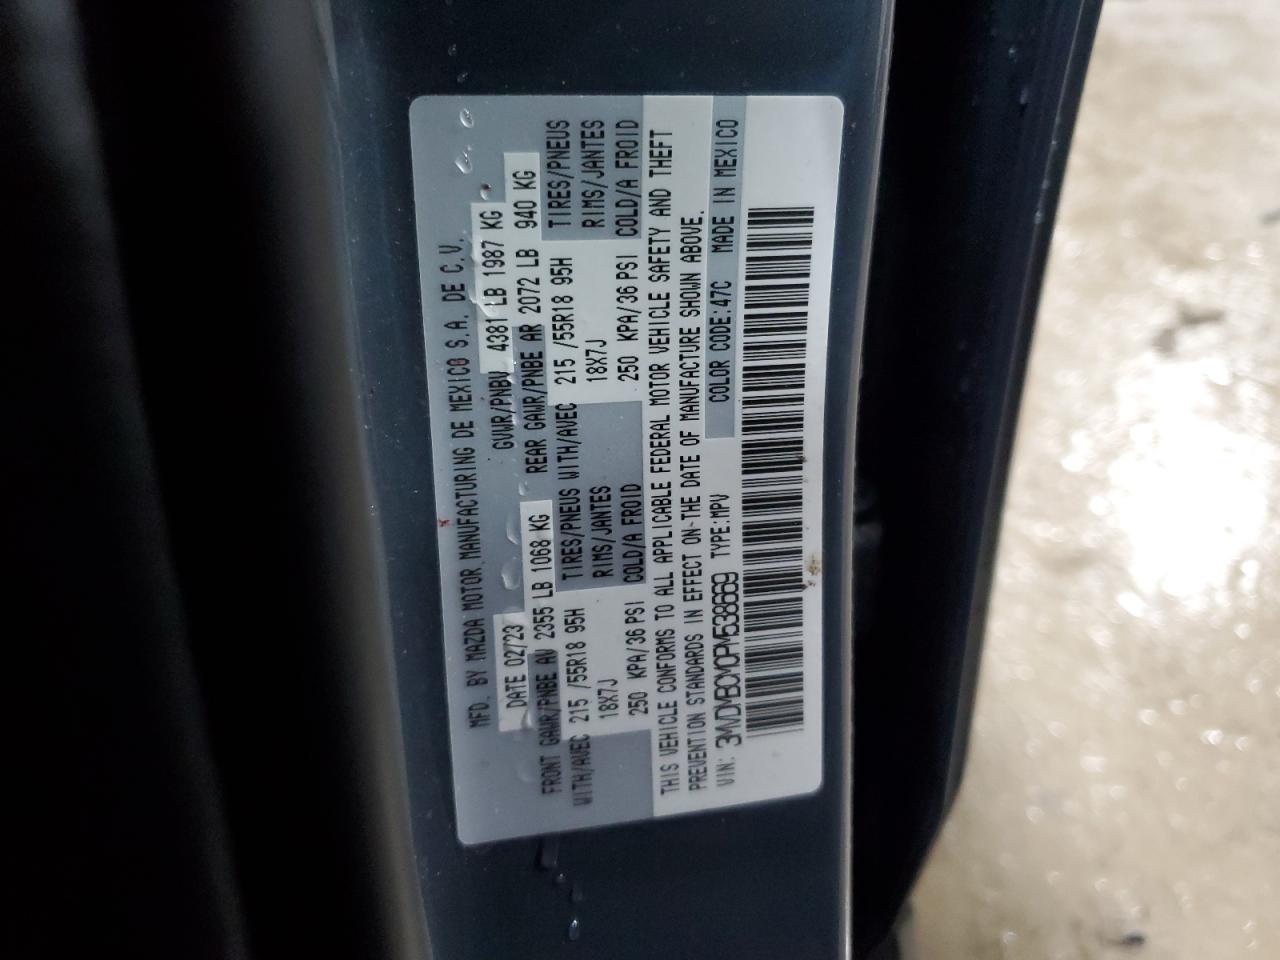 MFD. BY MAZDA MOTOR MANUFACTURING DE MEXICO S.A. DE C.V.
DATE 02/23 GVWR/PNBV 4381 LB 1987 KG
FRONT GAWR/PNBE AV 2355 LB 1068 KG REAR GAWR/PNBE AR 2072 LB 940 KG
WITH/AVEC 215 /55R18 95H TIRES/PNEUS WITH/AVEC 215 /55R18 95H TIRES/PNEUS
18X7J RIMS/JANTES 18X7J RIMS/JANTES
250 KPA/36 PSI COLD/A FROID 250 KPA/36 PSI COLD/A FROID
THIS VEHICLE CONFORMS TO ALL APPLICABLE FEDERAL MOTOR VEHICLE SAFETY AND THEFT
PREVENTION STANDARDS IN EFFECT ON THE DATE OF MANUFACTURE SHOWN ABOVE.
VIN: 3MVDMBCM0PM538669 TYPE:MPV COLOR CODE:47C MADE IN MEXICO